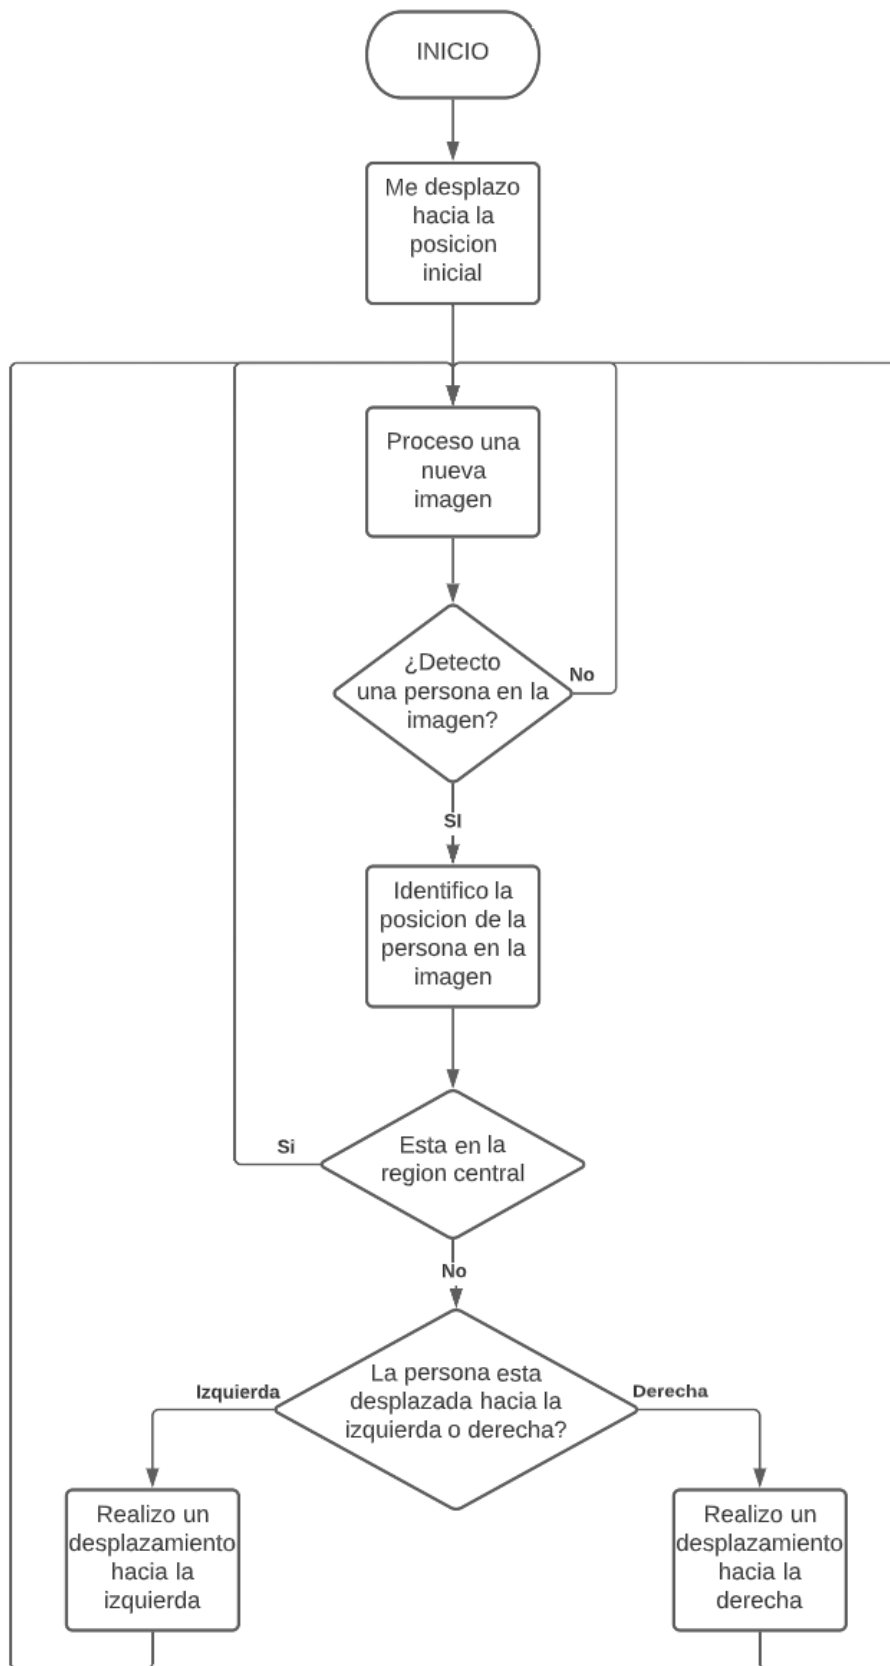 INICIO
Me desplazo
hacia la
posicion
inicial
Proceso una
nueva
imagen
¿Detecto
una persona en la
imagen?
No
SI
Identifico la
posicion de la
persona en la
imagen
Esta en la
region central
Si
No
La persona esta
desplazada hacia la
izquierda o derecha?
Izquierda
Derecha
Realizo un
desplazamiento
hacia la
izquierda
Realizo un
desplazamiento
hacia la
derecha